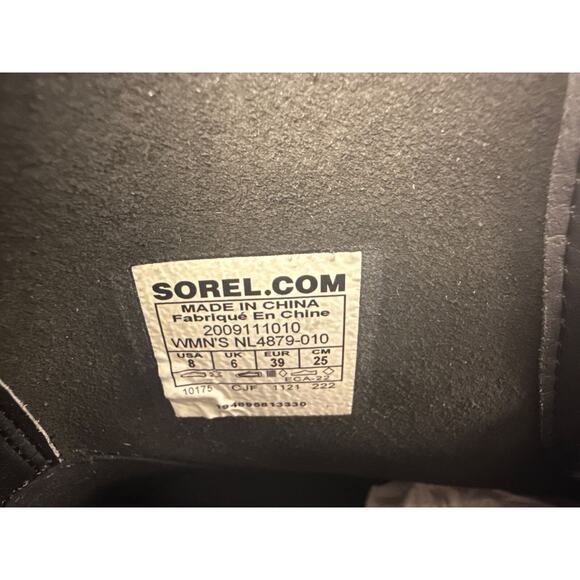 SOREL.COM
MADE IN CHINA
Fabriqué En Chine
2009111010
WMN'S NL4879-010
USA UK EUR CM
8 6 39 25
ECA-22
10175 CJF 1121 222
194895813330